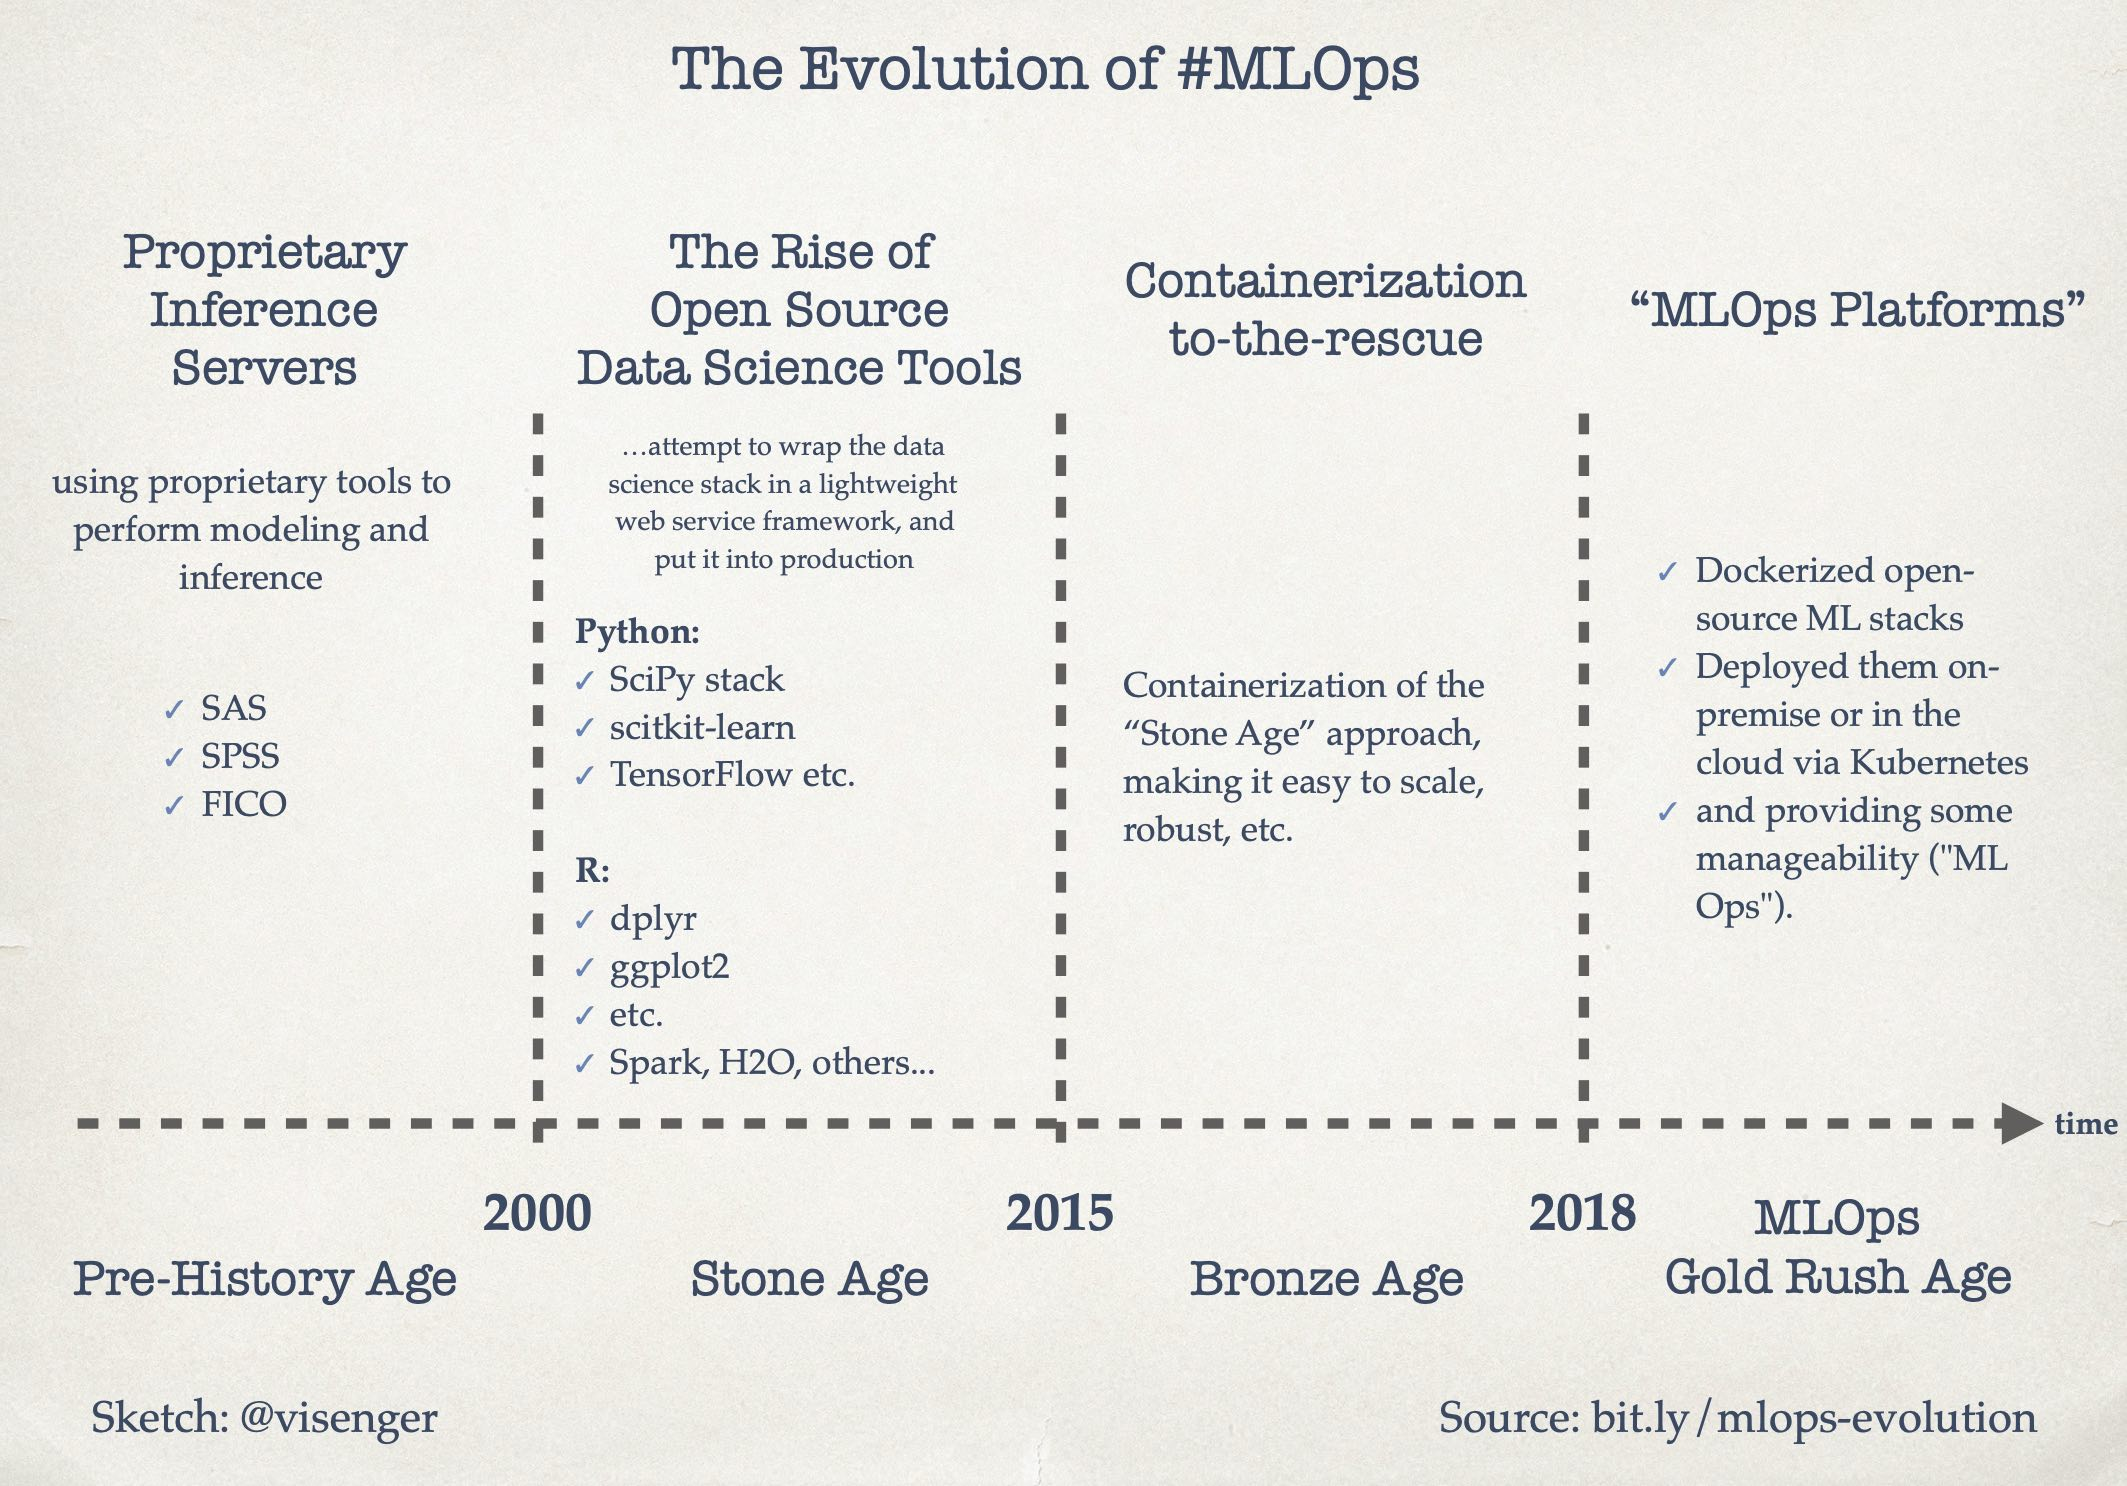 The Evolution of #MLOps
Proprietary
Inference
Servers
using proprietary tools to
perform modeling and
inference
✓ SAS
✓ SPSS
✓ FICO
The Rise of
Open Source
Data Science Tools
…attempt to wrap the data
science stack in a lightweight
web service framework, and
put it into production
Python:
✓ SciPy stack
✓ scitkit-learn
✓ TensorFlow etc.
R:
✓ dplyr
✓ ggplot2
✓ etc.
✓ Spark, H2O, others...
Containerization
to-the-rescue
Containerization of the
“Stone Age” approach,
making it easy to scale,
robust, etc.
“MLOps Platforms”
✓ Dockerized open-
source ML stacks
✓ Deployed them on-
premise or in the
cloud via Kubernetes
✓ and providing some
manageability ("ML
Ops").
time
2000
2015
2018
Pre-History Age
Stone Age
Bronze Age
MLOps
Gold Rush Age
Sketch: @visenger
Source: bit.ly/mlops-evolution